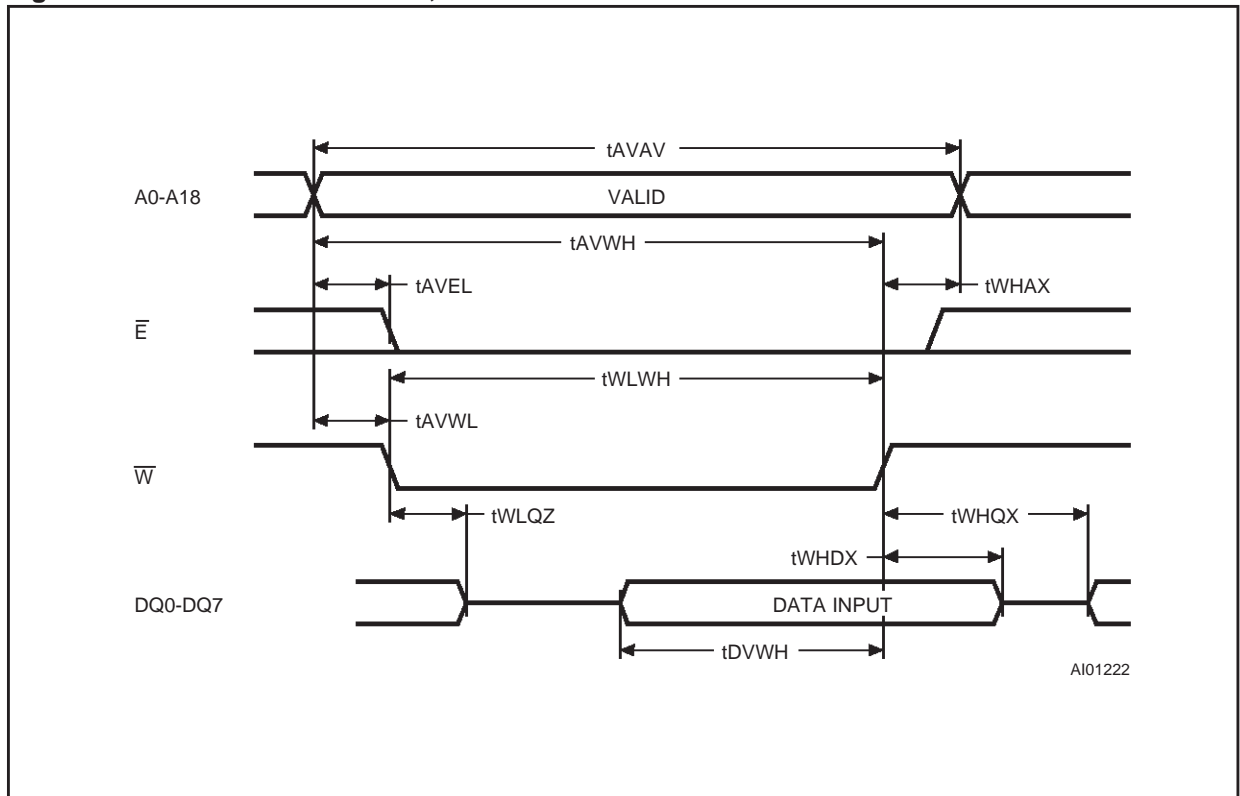 tAVAV
A0-A18
VALID
tAVWH
tAVEL
tWHAX
E̅
tWLWH
tAVWL
W̅
tWLQZ
tWHQX
tWHDX
DQ0-DQ7
DATA INPUT
tDVWH
AI01222